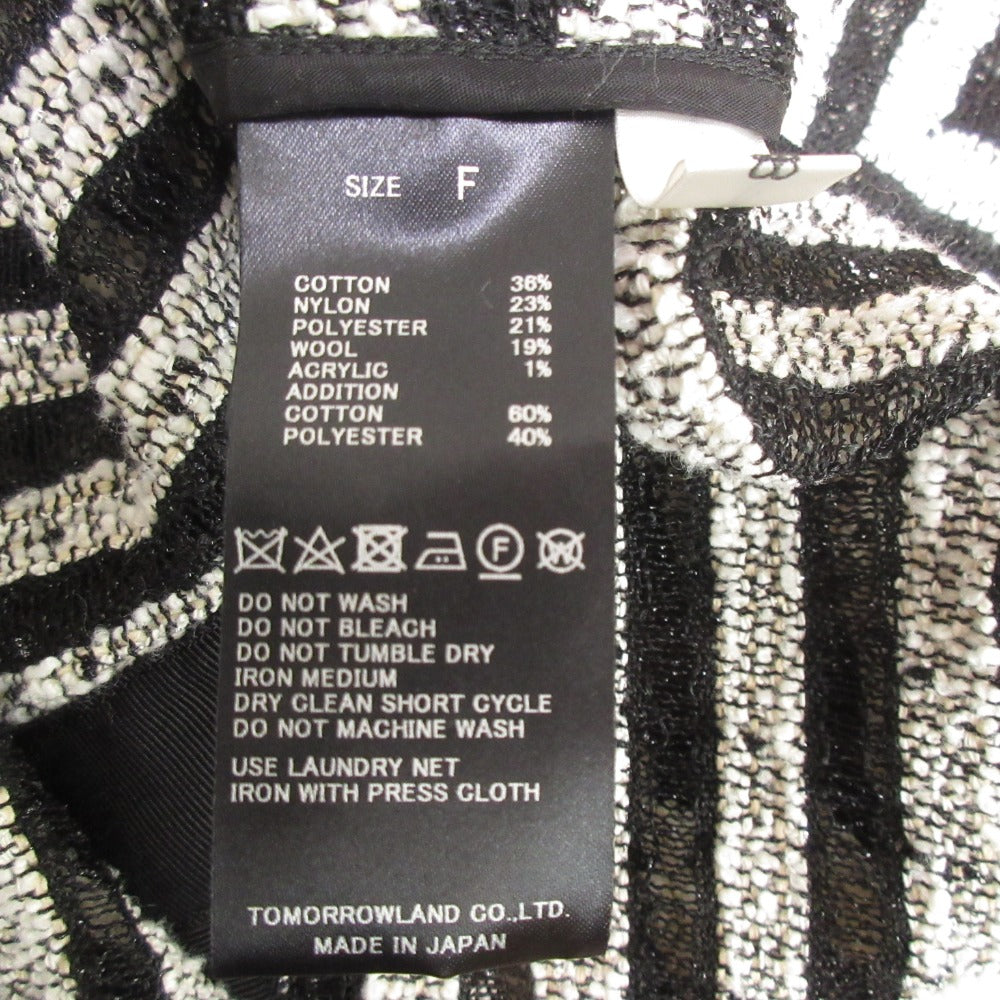 SIZE F
8
COTTON 36%
NYLON 23%
POLYESTER 21%
WOOL 19%
ACRYLIC 1%
ADDITION
COTTON 60%
POLYESTER 40%
F W
DO NOT WASH
DO NOT BLEACH
DO NOT TUMBLE DRY
IRON MEDIUM
DRY CLEAN SHORT CYCLE
DO NOT MACHINE WASH
USE LAUNDRY NET
IRON WITH PRESS CLOTH
TOMORROWLAND CO.,LTD.
MADE IN JAPAN